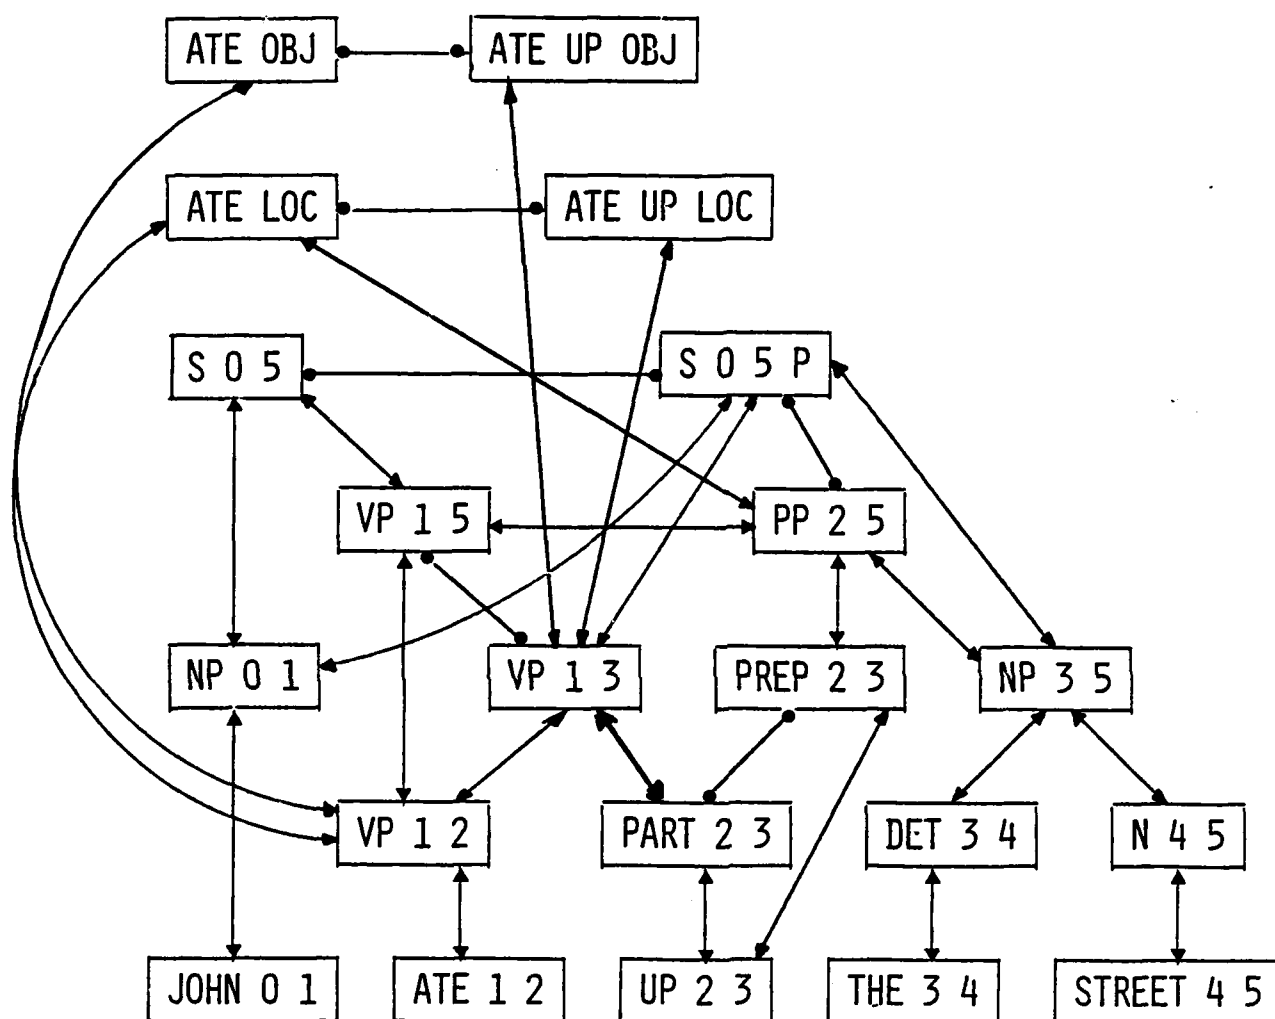 ATE OBJ
ATE UP OBJ
ATE LOC
ATE UP LOC
S 0 5
S 0 5 P
VP 1 5
PP 2 5
NP 0 1
VP 1 3
PREP 2 3
NP 3 5
VP 1 2
PART 2 3
DET 3 4
N 4 5
JOHN 0 1
ATE 1 2
UP 2 3
THE 3 4
STREET 4 5